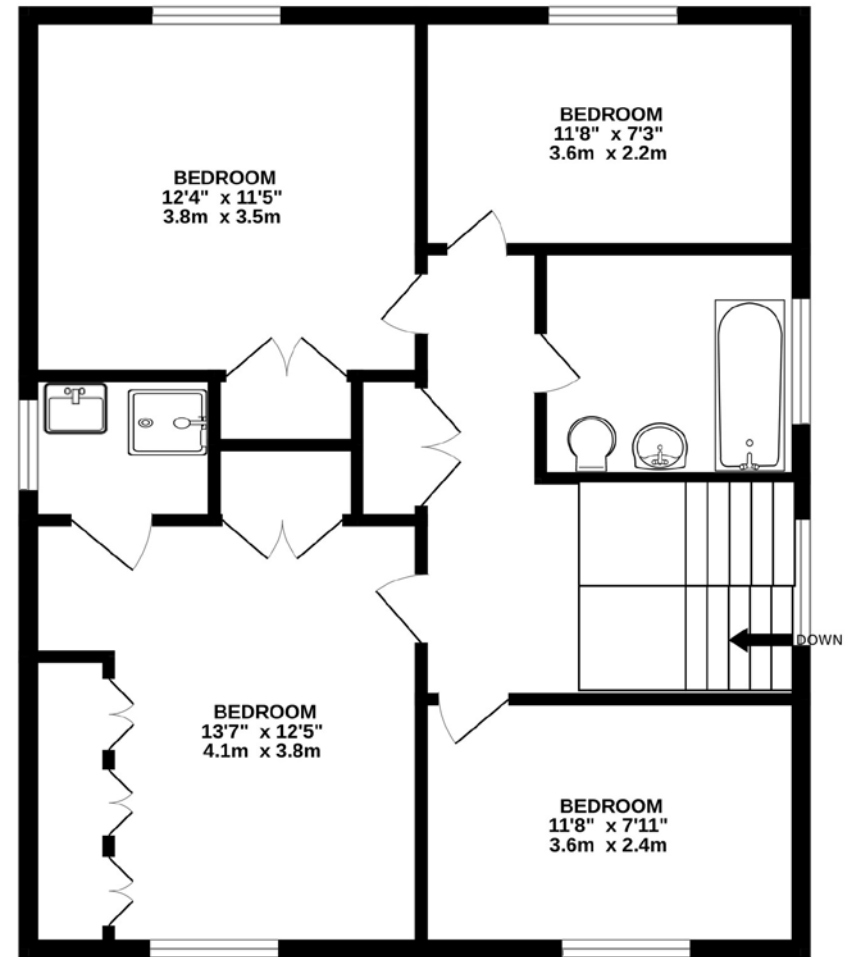 BEDROOM
12'4" x 11'5"
3.8m x 3.5m
BEDROOM
11'8" x 7'3"
3.6m x 2.2m
DOWN
BEDROOM
13'7" x 12'5"
4.1m x 3.8m
BEDROOM
11'8" x 7'11"
3.6m x 2.4m